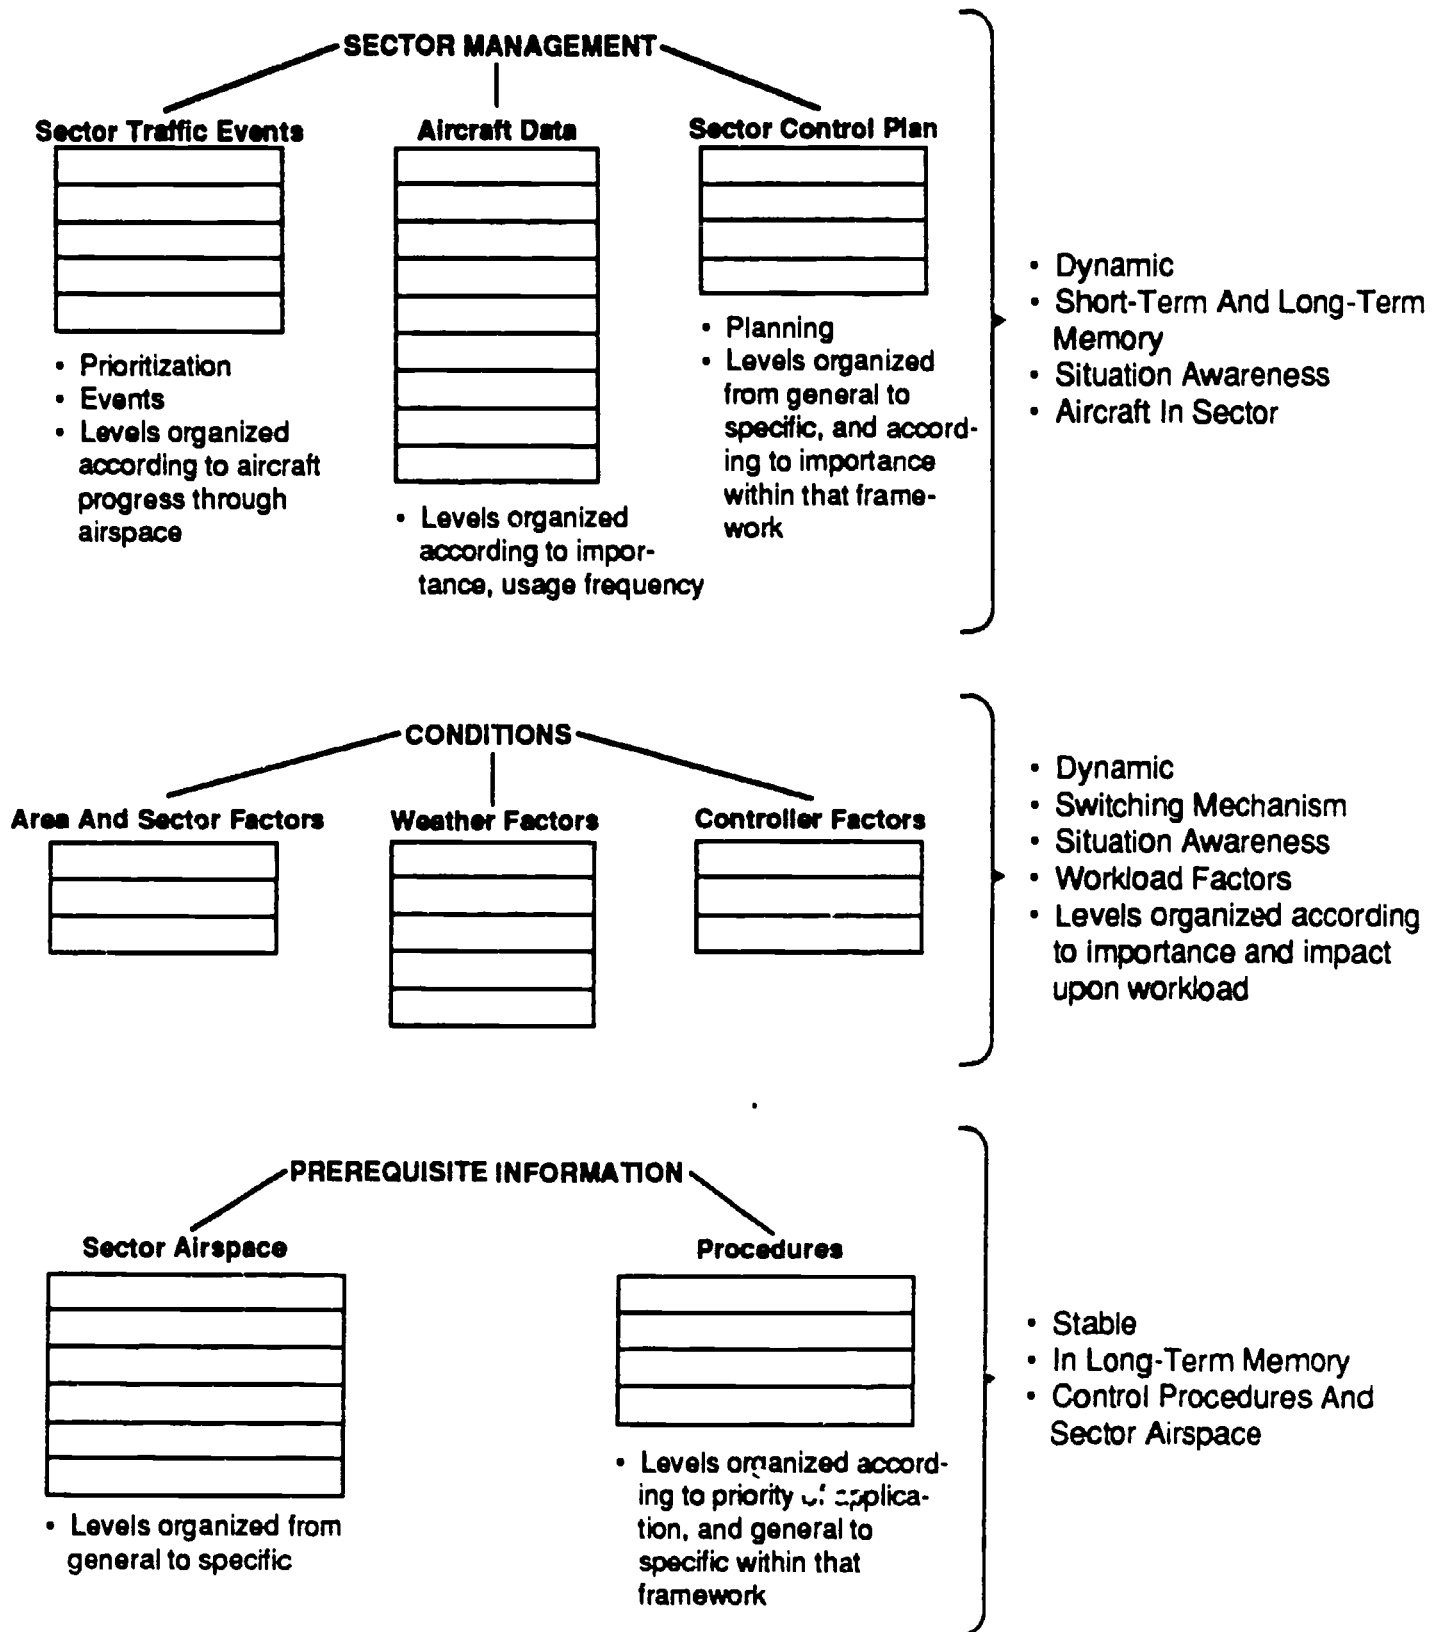 SECTOR MANAGEMENT
Sector Traffic Events
• Prioritization
• Events
• Levels organized
according to aircraft
progress through
airspace
Aircraft Data
• Levels organized
according to impor-
tance, usage frequency
Sector Control Plan
• Planning
• Levels organized
from general to
specific, and accord-
ing to importance
within that frame-
work
• Dynamic
• Short-Term And Long-Term
Memory
• Situation Awareness
• Aircraft In Sector
CONDITIONS
Area And Sector Factors
Weather Factors
Controller Factors
• Dynamic
• Switching Mechanism
• Situation Awareness
• Workload Factors
• Levels organized according
to importance and impact
upon workload
PREREQUISITE INFORMATION
Sector Airspace
• Levels organized from
general to specific
Procedures
• Levels organized accord-
ing to priority of applica-
tion, and general to
specific within that
framework
• Stable
• In Long-Term Memory
• Control Procedures And
Sector Airspace